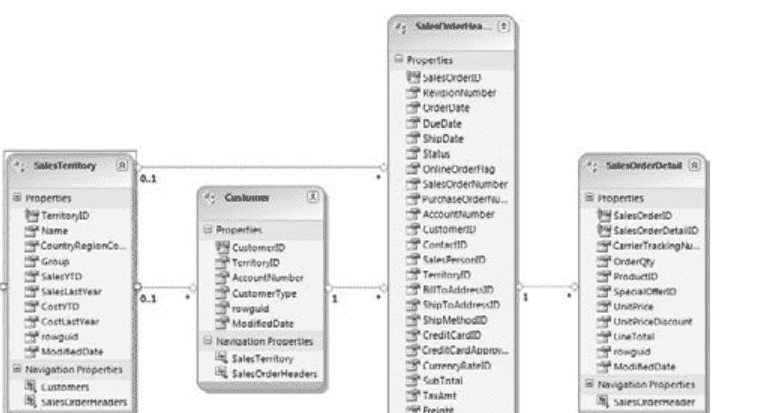 SalesTerritory
Properties
TerritoryID
Name
CountryRegionCo...
Group
SalesYTD
SalesLastYear
CostYTD
CostLastYear
rowguid
ModifiedDate
Navigation Properties
Customers
SalesOrderHeaders
0..1
*
0..1
*
Customer
Properties
CustomerID
TerritoryID
AccountNumber
CustomerType
rowguid
ModifiedDate
Navigation Properties
SalesTerritory
SalesOrderHeaders
1
*
SalesOrderHea...
Properties
SalesOrderID
RevisionNumber
OrderDate
DueDate
ShipDate
Status
OnlineOrderFlag
SalesOrderNumber
PurchaseOrderNu...
AccountNumber
CustomerID
ContactID
SalesPersonID
TerritoryID
BillToAddressID
ShipToAddressID
ShipMethodID
CreditCardID
CreditCardApprov...
CurrencyRateID
SubTotal
TaxAmt
Freight
1
*
SalesOrderDetail
Properties
SalesOrderID
SalesOrderDetailID
CarrierTrackingNu...
OrderQty
ProductID
SpecialOfferID
UnitPrice
UnitPriceDiscount
LineTotal
rowguid
ModifiedDate
Navigation Properties
SalesOrderHeader